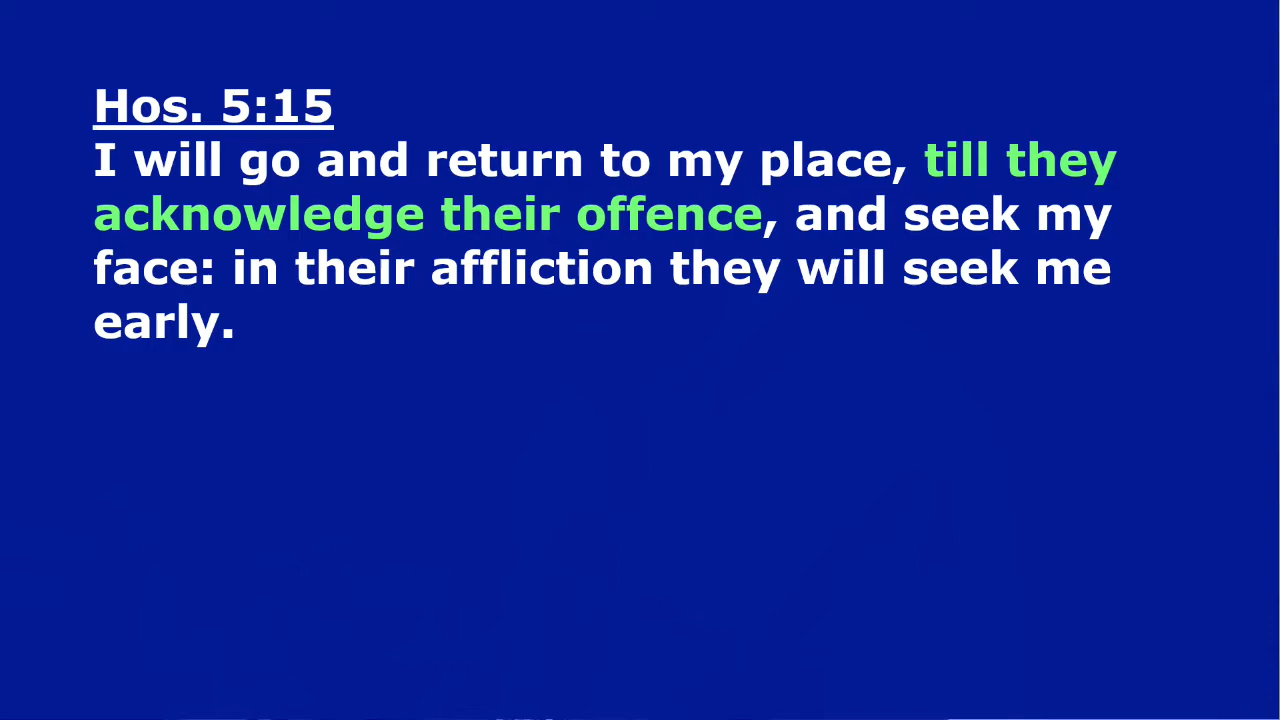 Hos. 5:15
I will go and return to my place, till they
acknowledge their offence, and seek my
face: in their affliction they will seek me
early.